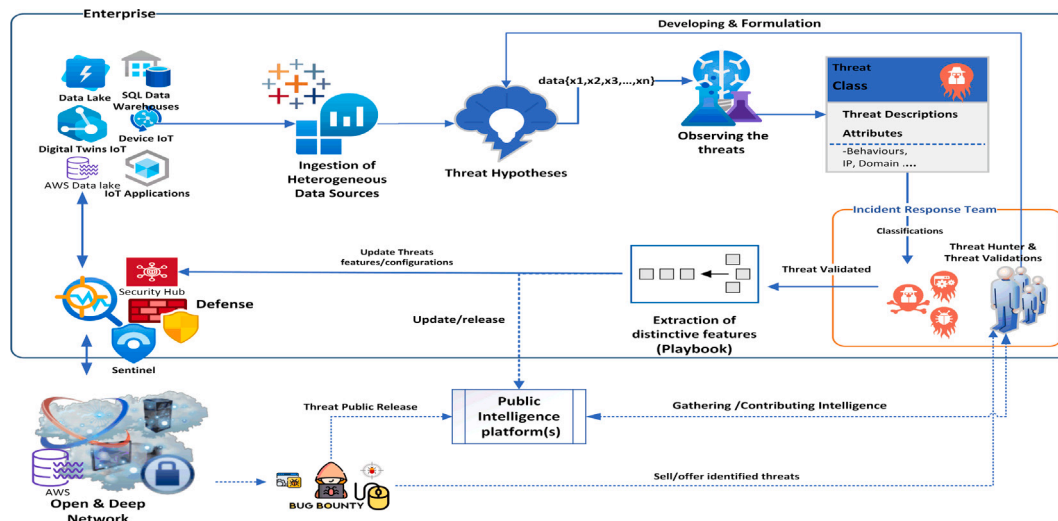 Enterprise
Developing & Formulation
Data Lake
SQL Data
Warehouses
Digital Twins IoT
Device IoT
AWS Data lake
IoT Applications
Ingestion of
Heterogeneous
Data Sources
Threat Hypotheses
data{x1,x2,x3,...,xn}
Observing the
threats
Threat
Class
Threat Descriptions
Attributes
-Behaviours,
IP, Domain ....
Incident Response Team
Classifications
Threat Hunter &
Threat Validations
Threat Validated
Extraction of
distinctive features
(Playbook)
Update Threats
features/configurations
Update/release
Security Hub
Defense
Sentinel
Public
Intelligence
platform(s)
Threat Public Release
Gathering /Contributing Intelligence
Sell/offer identified threats
BUG BOUNTY
AWS
Open & Deep
Network